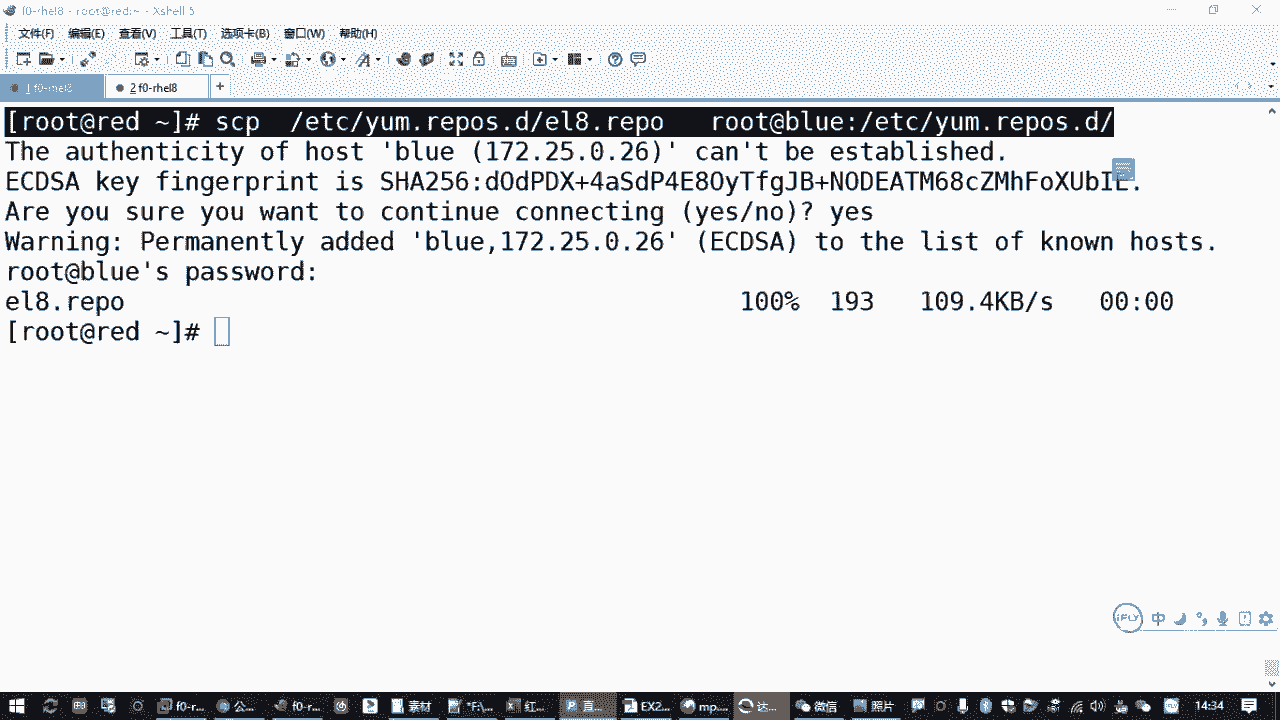 f0-rhel8 - root@red:~ - Xshell 5
文件(F) 编辑(E) 查看(V) 工具(T) 选项卡(B) 窗口(W) 帮助(H)
1 f0-rhel8 2 f0-rhel8 +
[root@red ~]# scp  /etc/yum.repos.d/el8.repo   root@blue:/etc/yum.repos.d/
The authenticity of host 'blue (172.25.0.26)' can't be established.
ECDSA key fingerprint is SHA256:dOdPDX+4aSdP4E8OyTfgJB+NODEATM68cZMhFoXUbIE.
Are you sure you want to continue connecting (yes/no)? yes
Warning: Permanently added 'blue,172.25.0.26' (ECDSA) to the list of known hosts.
root@blue's password:
el8.repo 100% 193 109.4KB/s 00:00
[root@red ~]#
iFLY 中
f0-r... 公... f0-r... 素材 *F:\... 红... 直... EX2... mp... 达... 微信 照片 14:34